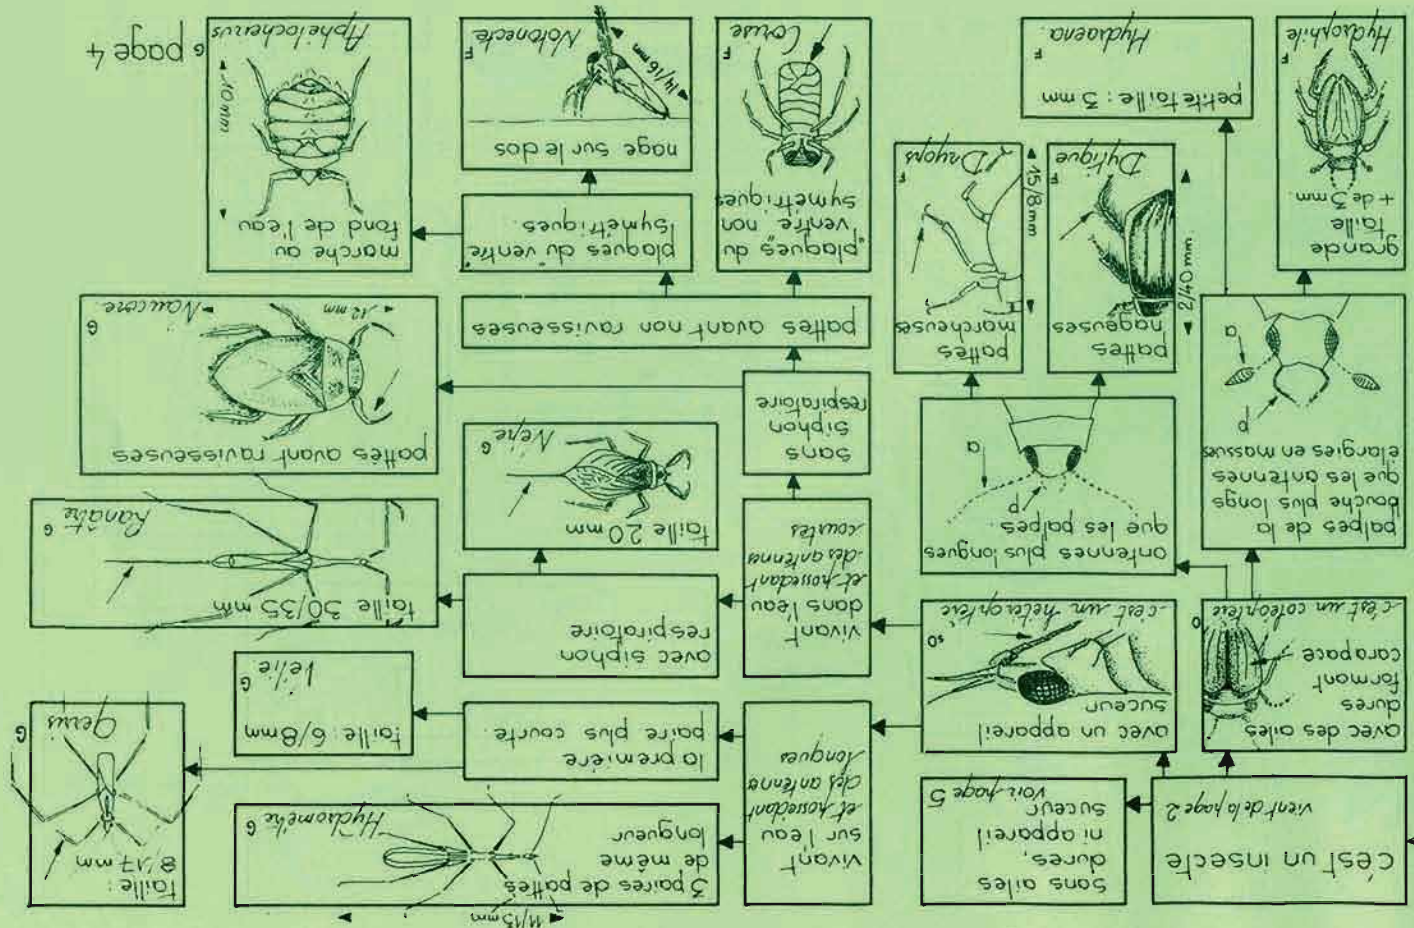 C'est un insecte
vient de la page 2
Sans ailes
dures,
ni appareil
suceur
voir page 5
avec des ailes
dures
formant
carapace
c'est un coléoptère
avec un appareil
suceur
c'est un hétéroptère
vivant
sur l'eau
et possédant
des antenne
longues
3 paires de pattes
de même
longueur
Hydromètre
G
11/13 mm
la première
paire plus courte.
taille:
8/17 mm
Gerris
G
taille: 6/8 mm
Vélie.
G
vivant
dans l'eau
et possédant
des antennes
courtes
avec siphon
respiratoire
taille 30/35 mm
Ranâtre
G
taille 20 mm
Nèpe
G
sans
siphon
respiratoire
pattes avant ravisseuses
12 mm
Naucore.
G
pattes avant non ravisseuses
"plaques du
ventre" non
symétriques
Corise
F
plaques du "ventre"
symétriques.
nage sur le dos
14/16 mm
Notonecte
F
marche au
fond de l'eau
10 mm
Aphelocheirus
G
page 4
antennes plus longues
que les palpes.
p
a
pattes
nageuses
2/40 mm.
Dytique
F
pattes
marcheuses
15/8 mm
Dryops
F
palpes de la
bouche plus longs
que les antennes
élargies en massue
p
a
grande
taille
+ de 3 mm.
Hydrophile
F
petite taille: 3 mm
Hydraena.
F